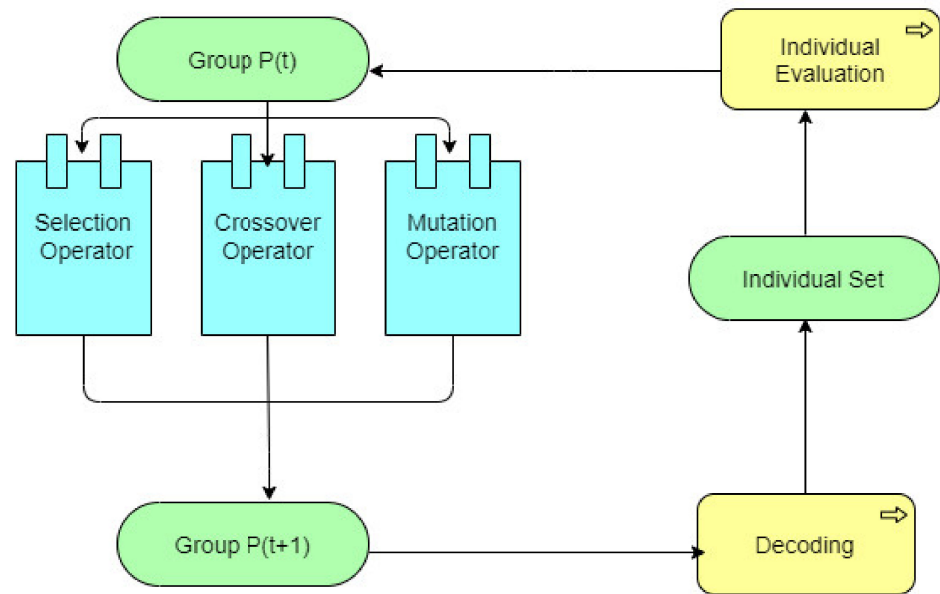 Group P(t)
Individual
Evaluation
Selection
Operator
Crossover
Operator
Mutation
Operator
Individual Set
Group P(t+1)
Decoding